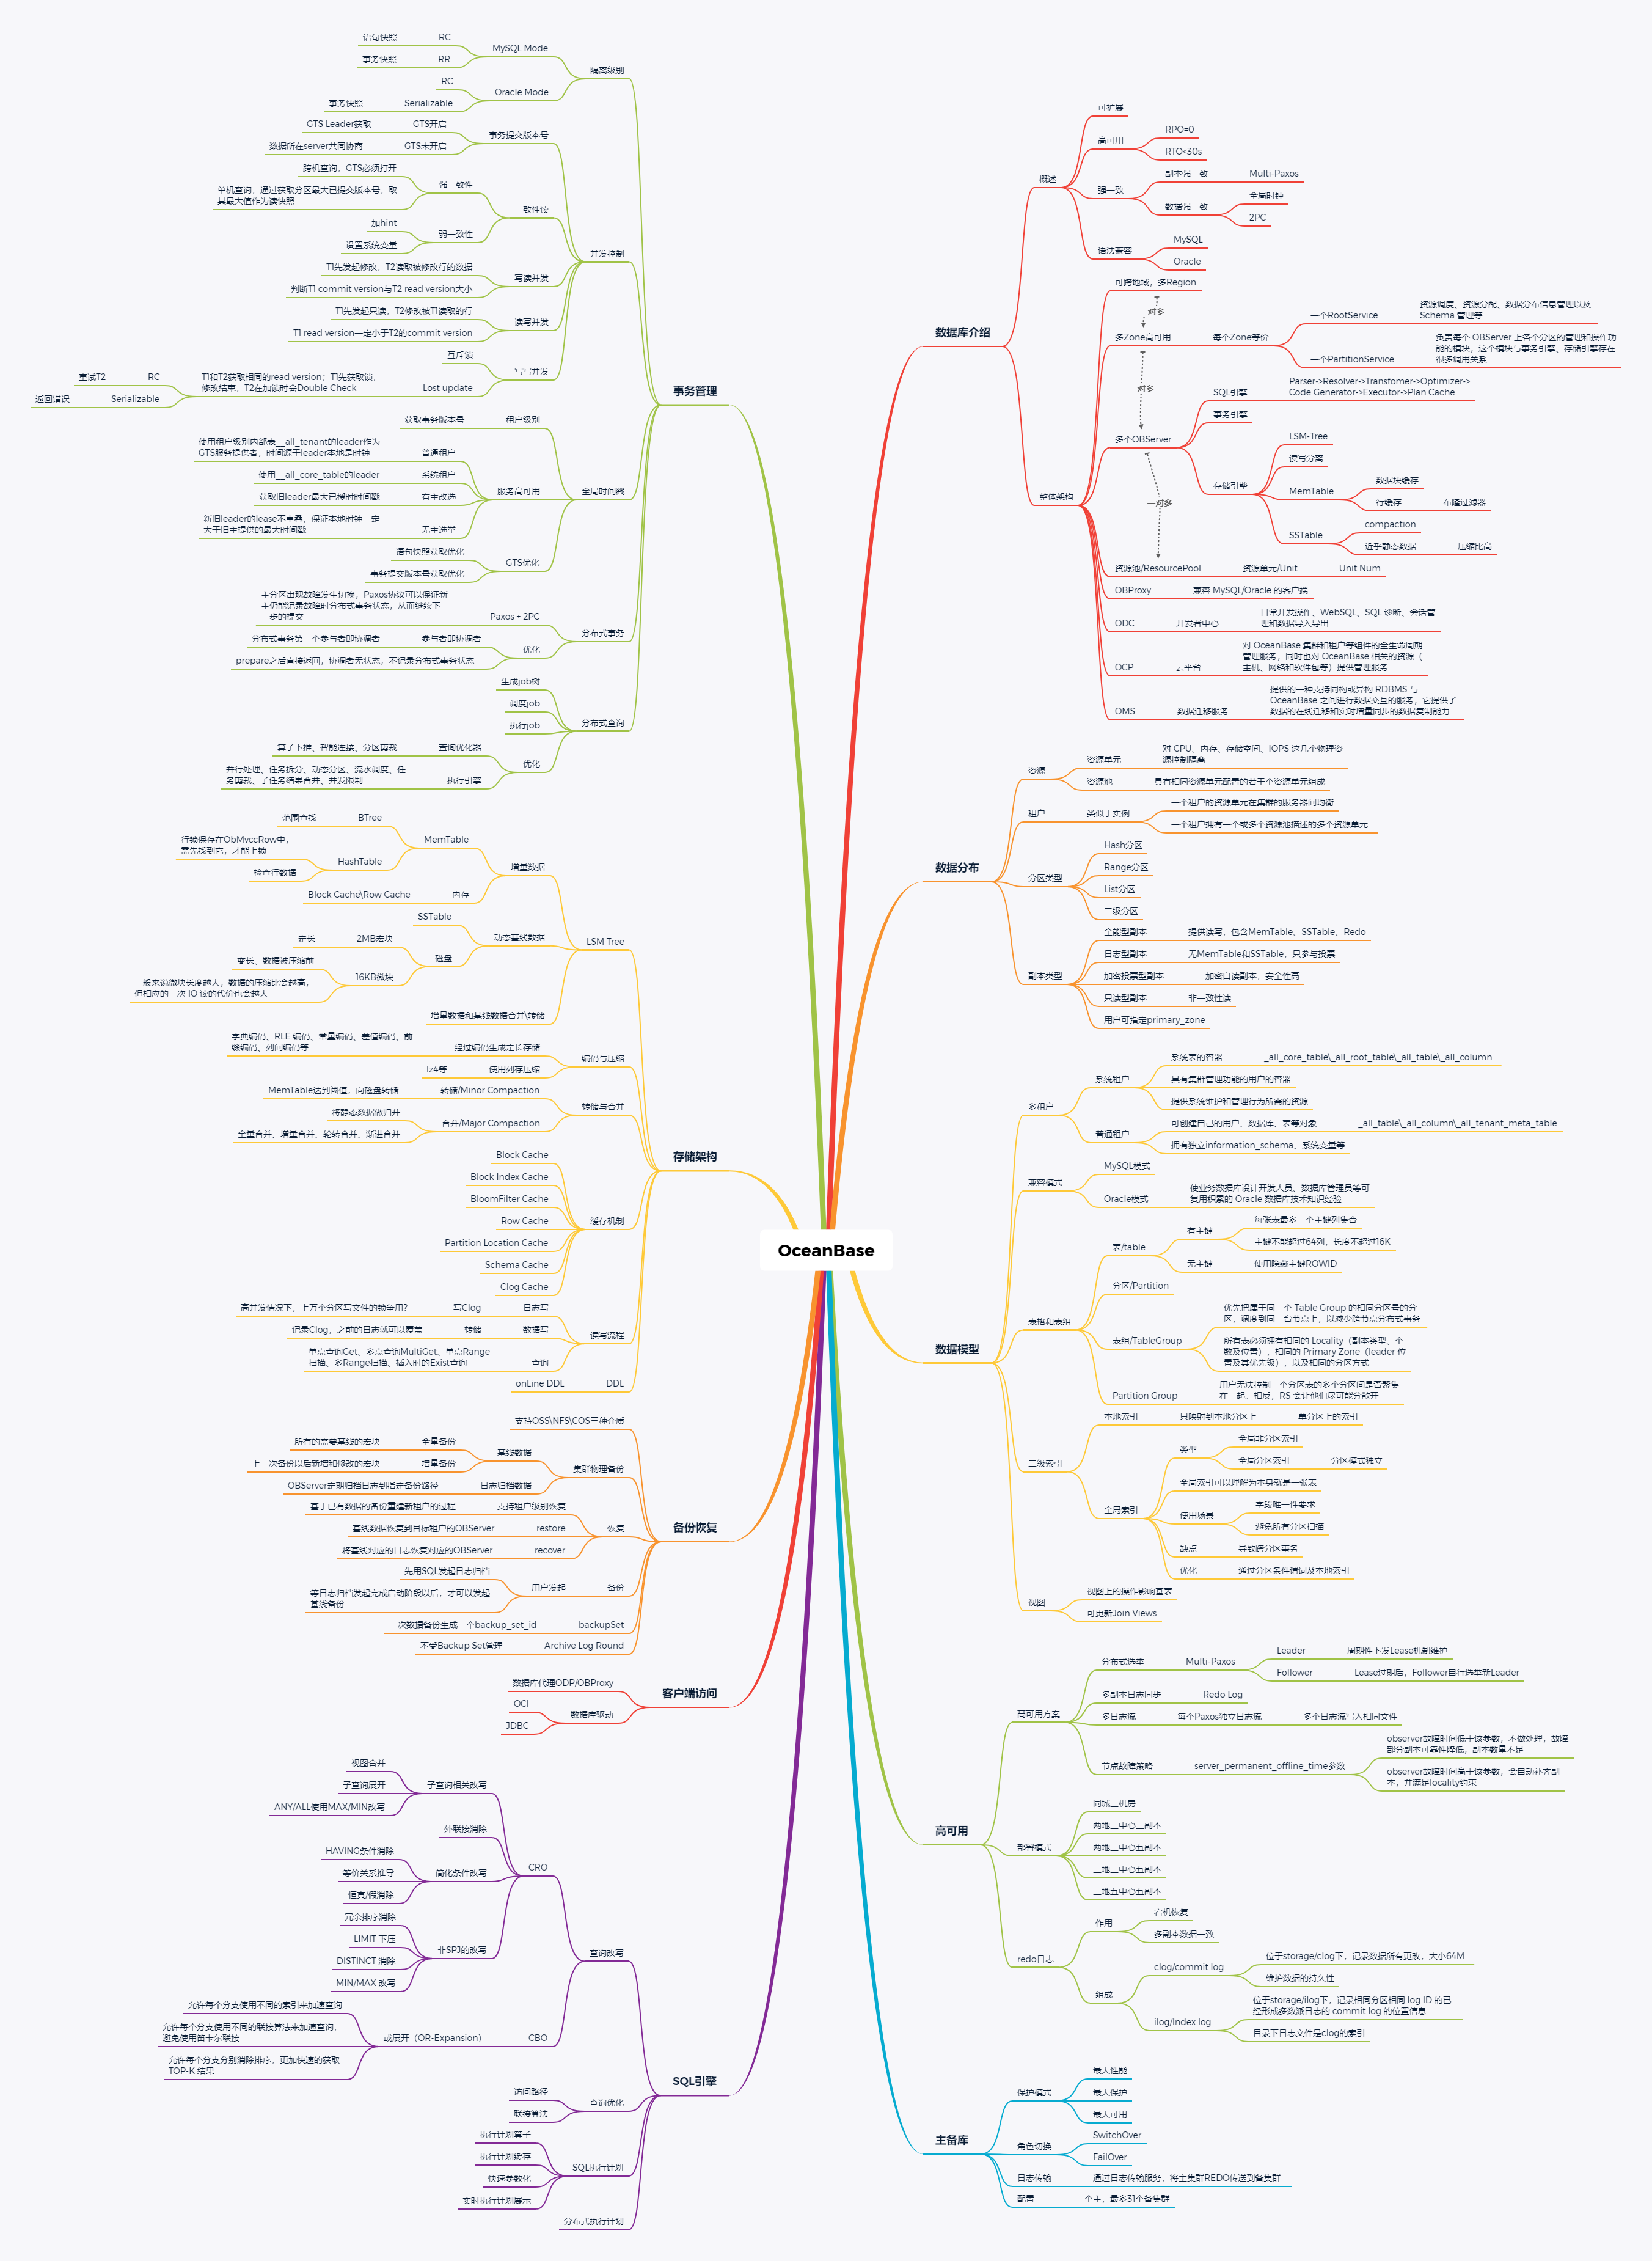 OceanBase
数据库介绍
概述
可扩展
高可用
RPO=0
RTO<30s
强一致
副本强一致
Multi-Paxos
数据强一致
全局时钟
2PC
语法兼容
MySQL
Oracle
整体架构
可跨地域，多Region
一对多
多Zone高可用
每个Zone等价
一个RootService
资源调度、资源分配、数据分布信息管理以及
Schema 管理等
一个PartitionService
负责每个 OBServer 上各个分区的管理和操作功
能的模块，这个模块与事务引擎、存储引擎存在
很多调用关系
一对多
多个OBServer
SQL引擎
Parser->Resolver->Transfomer->Optimizer->
Code Generator->Executor->Plan Cache
事务引擎
存储引擎
LSM-Tree
读写分离
MemTable
数据块缓存
行缓存
布隆过滤器
SSTable
compaction
近乎静态数据
压缩比高
一对多
资源池/ResourcePool
资源单元/Unit
Unit Num
OBProxy
兼容 MySQL/Oracle 的客户端
ODC
开发者中心
日常开发操作、WebSQL、SQL 诊断、会话管
理和数据导入导出
OCP
云平台
对 OceanBase 集群和租户等组件的全生命周期
管理服务，同时也对 OceanBase 相关的资源（
主机、网络和软件包等）提供管理服务
OMS
数据迁移服务
提供的一种支持同构或异构 RDBMS 与
OceanBase 之间进行数据交互的服务，它提供了
数据的在线迁移和实时增量同步的数据复制能力
数据分布
资源
资源单元
对 CPU、内存、存储空间、IOPS 这几个物理资
源控制隔离
资源池
具有相同资源单元配置的若干个资源单元组成
租户
类似于实例
一个租户的资源单元在集群的服务器间均衡
一个租户拥有一个或多个资源池描述的多个资源单元
分区类型
Hash分区
Range分区
List分区
二级分区
副本类型
全能型副本
提供读写，包含MemTable、SSTable、Redo
日志型副本
无MemTable和SSTable，只参与投票
加密投票型副本
加密自读副本，安全性高
只读型副本
非一致性读
用户可指定primary_zone
数据模型
多租户
系统租户
系统表的容器
_all_core_table\_all_root_table\_all_table\_all_column
具有集群管理功能的用户的容器
提供系统维护和管理行为所需的资源
普通租户
可创建自己的用户、数据库、表等对象
_all_table\_all_column\_all_tenant_meta_table
拥有独立information_schema、系统变量等
兼容模式
MySQL模式
Oracle模式
使业务数据库设计开发人员、数据库管理员等可
复用积累的 Oracle 数据库技术知识经验
表格和表组
表/table
有主键
每张表最多一个主键列集合
主键不能超过64列，长度不超过16K
无主键
使用隐藏主键ROWID
分区/Partition
表组/TableGroup
优先把属于同一个 Table Group 的相同分区号的分
区，调度到同一台节点上，以减少跨节点分布式事务
所有表必须拥有相同的 Locality（副本类型、个
数及位置），相同的 Primary Zone（leader 位
置及其优先级），以及相同的分区方式
Partition Group
用户无法控制一个分区表的多个分区间是否聚集
在一起。相反，RS 会让他们尽可能分散开
二级索引
本地索引
只映射到本地分区上
单分区上的索引
全局索引
类型
全局非分区索引
全局分区索引
分区模式独立
全局索引可以理解为本身就是一张表
使用场景
字段唯一性要求
避免所有分区扫描
缺点
导致跨分区事务
优化
通过分区条件谓词及本地索引
视图
视图上的操作影响基表
可更新Join Views
高可用
高可用方案
分布式选举
Multi-Paxos
Leader
周期性下发Lease机制维护
Follower
Lease过期后，Follower自行选举新Leader
多副本日志同步
Redo Log
多日志流
每个Paxos独立日志流
多个日志流写入相同文件
节点故障策略
server_permanent_offline_time参数
observer故障时间低于该参数，不做处理，故障
部分副本可靠性降低，副本数量不足
observer故障时间高于该参数，会自动补齐副
本，并满足locality约束
部署模式
同城三机房
两地三中心三副本
两地三中心五副本
三地三中心五副本
三地五中心五副本
redo日志
作用
宕机恢复
多副本数据一致
组成
clog/commit log
位于storage/clog下，记录数据所有更改，大小64M
维护数据的持久性
ilog/Index log
位于storage/ilog下，记录相同分区相同 log ID 的已
经形成多数派日志的 commit log 的位置信息
目录下日志文件是clog的索引
主备库
保护模式
最大性能
最大保护
最大可用
角色切换
SwitchOver
FailOver
日志传输
通过日志传输服务，将主集群REDO传送到备集群
配置
一个主，最多31个备集群
事务管理
隔离级别
MySQL Mode
RC
语句快照
RR
事务快照
Oracle Mode
RC
Serializable
事务快照
并发控制
事务提交版本号
GTS开启
GTS Leader获取
GTS未开启
数据所在server共同协商
一致性读
强一致性
跨机查询，GTS必须打开
单机查询，通过获取分区最大已提交版本号，取
其最大值作为读快照
弱一致性
加hint
设置系统变量
写读并发
T1先发起修改，T2读取被修改行的数据
判断T1 commit version与T2 read version大小
读写并发
T1先发起只读，T2修改被T1读取的行
T1 read version一定小于T2的commit version
写写并发
互斥锁
Lost update
T1和T2获取相同的read version；T1先获取锁，
修改结束，T2在加锁时会Double Check
RC
重试T2
Serializable
返回错误
全局时间戳
租户级别
获取事务版本号
服务高可用
普通租户
使用租户级别内部表__all_tenant的leader作为
GTS服务提供者，时间源于leader本地是时钟
系统租户
使用__all_core_table的leader
有主改选
获取旧leader最大已授时时间戳
无主选举
新旧leader的lease不重叠，保证本地时钟一定
大于旧主提供的最大时间戳
GTS优化
语句快照获取优化
事务提交版本号获取优化
分布式事务
Paxos + 2PC
主分区出现故障发生切换，Paxos协议可以保证新
主仍能记录故障时分布式事务状态，从而继续下
一步的提交
优化
参与者即协调者
分布式事务第一个参与者即协调者
prepare之后直接返回，协调者无状态，不记录分布式事务状态
分布式查询
生成job树
调度job
执行job
优化
查询优化器
算子下推、智能连接、分区剪裁
执行引擎
并行处理、任务拆分、动态分区、流水调度、任
务剪裁、子任务结果合并、并发限制
存储架构
LSM Tree
增量数据
MemTable
BTree
范围查找
HashTable
行锁保存在ObMvccRow中，
需先找到它，才能上锁
检查行数据
内存
Block Cache\Row Cache
动态基线数据
SSTable
磁盘
2MB宏块
定长
16KB微块
变长、数据被压缩前
一般来说微块长度越大，数据的压缩比会越高，
但相应的一次 IO 读的代价也会越大
增量数据和基线数据合并\转储
编码与压缩
经过编码生成定长存储
字典编码、RLE 编码、常量编码、差值编码、前
缀编码、列间编码等
使用列存压缩
lz4等
转储与合并
转储/Minor Compaction
MemTable达到阈值，向磁盘转储
合并/Major Compaction
将静态数据做归并
全量合并、增量合并、轮转合并、渐进合并
缓存机制
Block Cache
Block Index Cache
BloomFilter Cache
Row Cache
Partition Location Cache
Schema Cache
Clog Cache
读写流程
日志写
写Clog
高并发情况下，上万个分区写文件的锁争用？
数据写
转储
记录Clog，之前的日志就可以覆盖
查询
单点查询Get、多点查询MultiGet、单点Range
扫描、多Range扫描、插入时的Exist查询
DDL
onLine DDL
备份恢复
支持OSS\NFS\COS三种介质
集群物理备份
基线数据
全量备份
所有的需要基线的宏块
增量备份
上一次备份以后新增和修改的宏块
日志归档数据
OBServer定期归档日志到指定备份路径
恢复
支持租户级别恢复
基于已有数据的备份重建新租户的过程
restore
基线数据恢复到目标租户的OBServer
recover
将基线对应的日志恢复对应的OBServer
备份
用户发起
先用SQL发起日志归档
等日志归档发起完成启动阶段以后，才可以发起
基线备份
backupSet
一次数据备份生成一个backup_set_id
Archive Log Round
不受Backup Set管理
客户端访问
数据库代理ODP/OBProxy
数据库驱动
OCI
JDBC
SQL引擎
查询改写
CRO
子查询相关改写
视图合并
子查询展开
ANY/ALL使用MAX/MIN改写
外联接消除
简化条件改写
HAVING条件消除
等价关系推导
恒真/假消除
非SPJ的改写
冗余排序消除
LIMIT 下压
DISTINCT 消除
MIN/MAX 改写
CBO
或展开（OR-Expansion）
允许每个分支使用不同的索引来加速查询
允许每个分支使用不同的联接算法来加速查询，
避免使用笛卡尔联接
允许每个分支分别消除排序，更加快速的获取
TOP-K 结果
查询优化
访问路径
联接算法
SQL执行计划
执行计划算子
执行计划缓存
快速参数化
实时执行计划展示
分布式执行计划